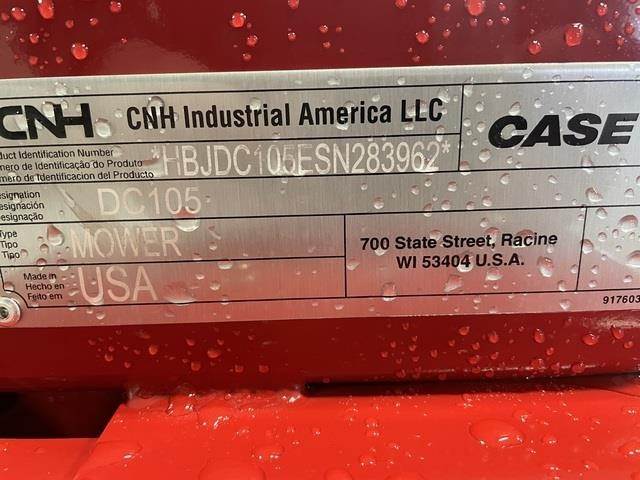 CNH CNH Industrial America LLC
CASE
duct Identification Number
mero de Identificação do Produto
mero de Identificacion del Producto
*HBJDC105ESN283962*
esignation
esignación
esignação
DC105
Type
Tipo
Tipo
MOWER
Made in
Hecho en
Feito em
USA
700 State Street, Racine
WI 53404 U.S.A.
917603